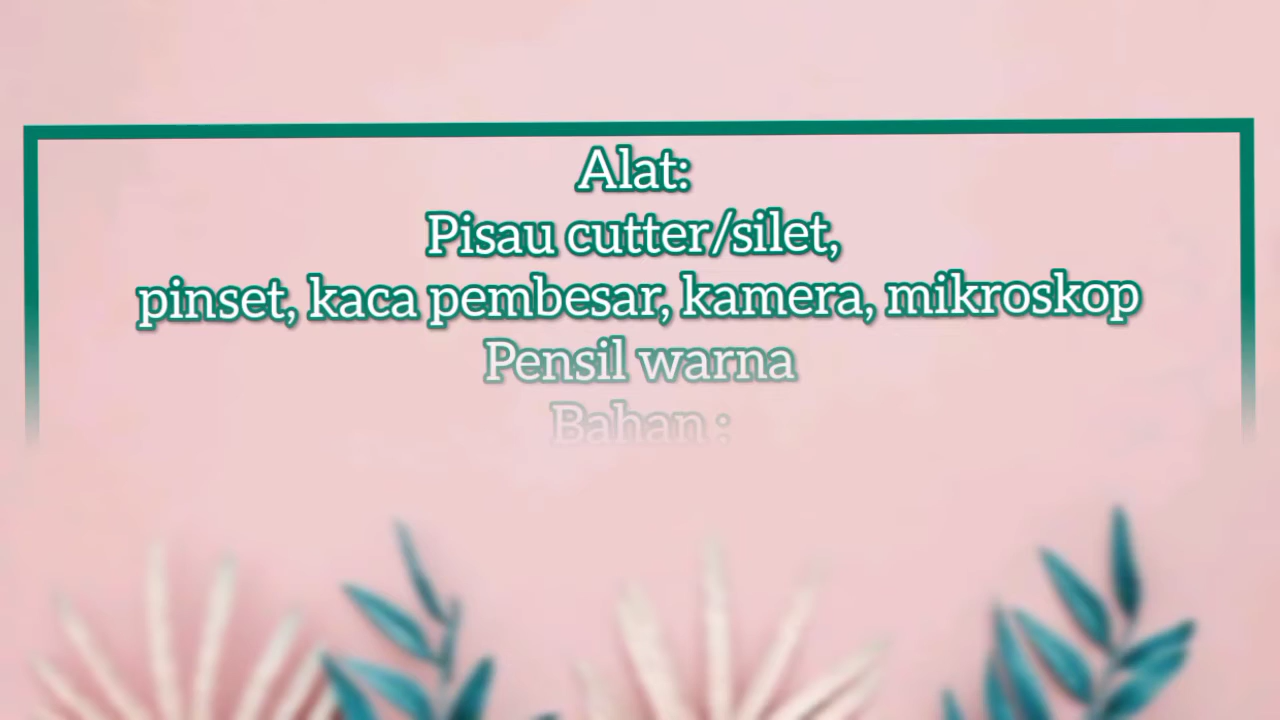 Alat:
Pisau cutter/silet,
pinset, kaca pembesar, kamera, mikroskop
Pensil warna
Bahan :